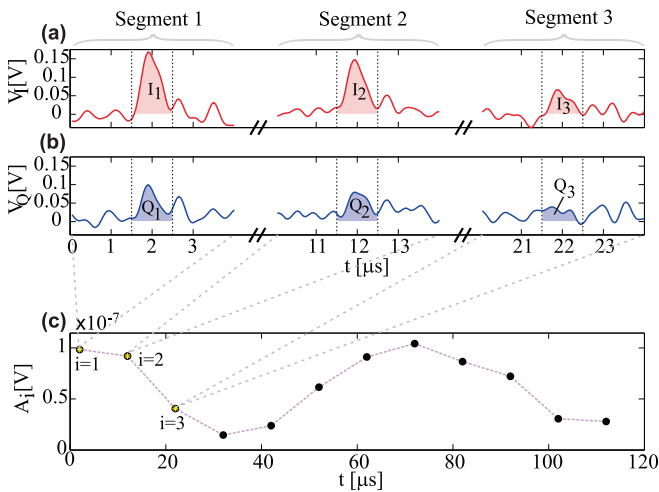 Segment 1 Segment 2 Segment 3
(a)
V_I[V]
0.15
0.1
0.05
0
I_1 I_2 I_3
(b)
V_Q[V]
0.15
0.1
0.05
0
Q_1 Q_2 Q_3
0 1 2 3 11 12 13 21 22 23
t [μs]
(c)
x10^-7
A_i[V]
1
0.5
0
i=1 i=2
i=3
0 20 40 60 80 100 120
t [μs]